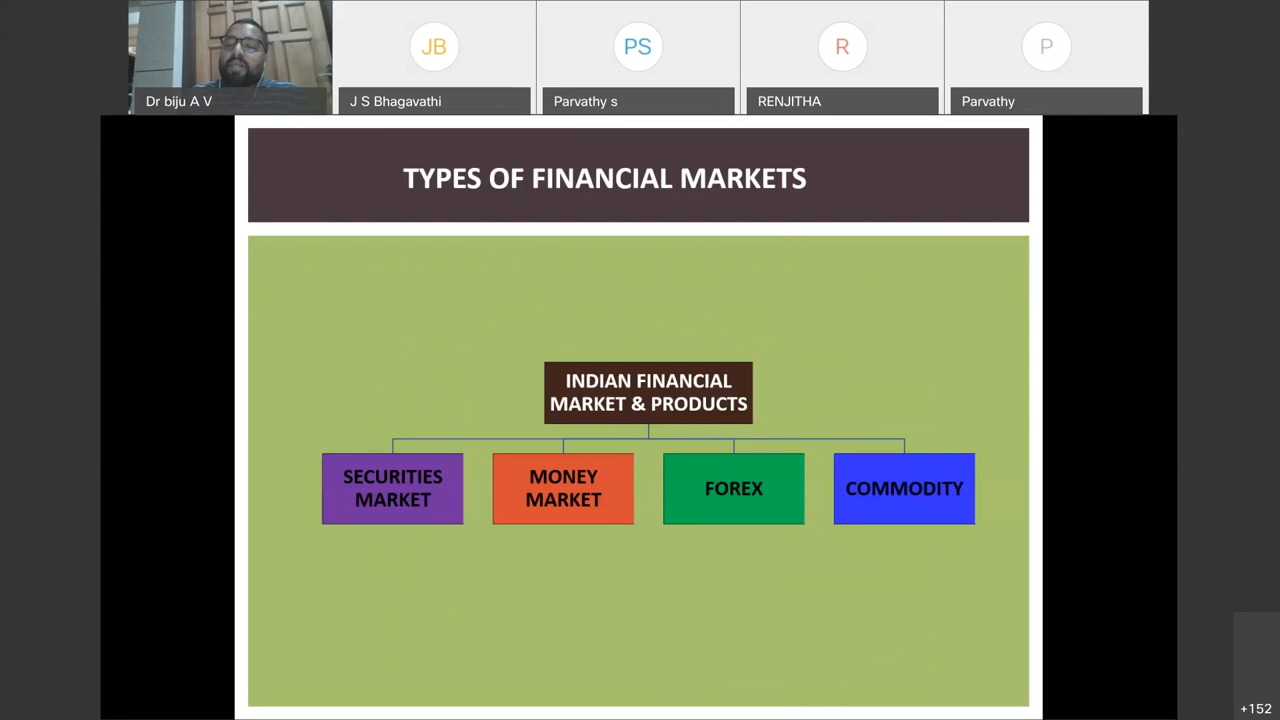 JB
PS
R
P
Dr biju A V
J S Bhagavathi
Parvathy s
RENJITHA
Parvathy
TYPES OF FINANCIAL MARKETS
INDIAN FINANCIAL
MARKET & PRODUCTS
SECURITIES
MARKET
MONEY
MARKET
FOREX
COMMODITY
+152